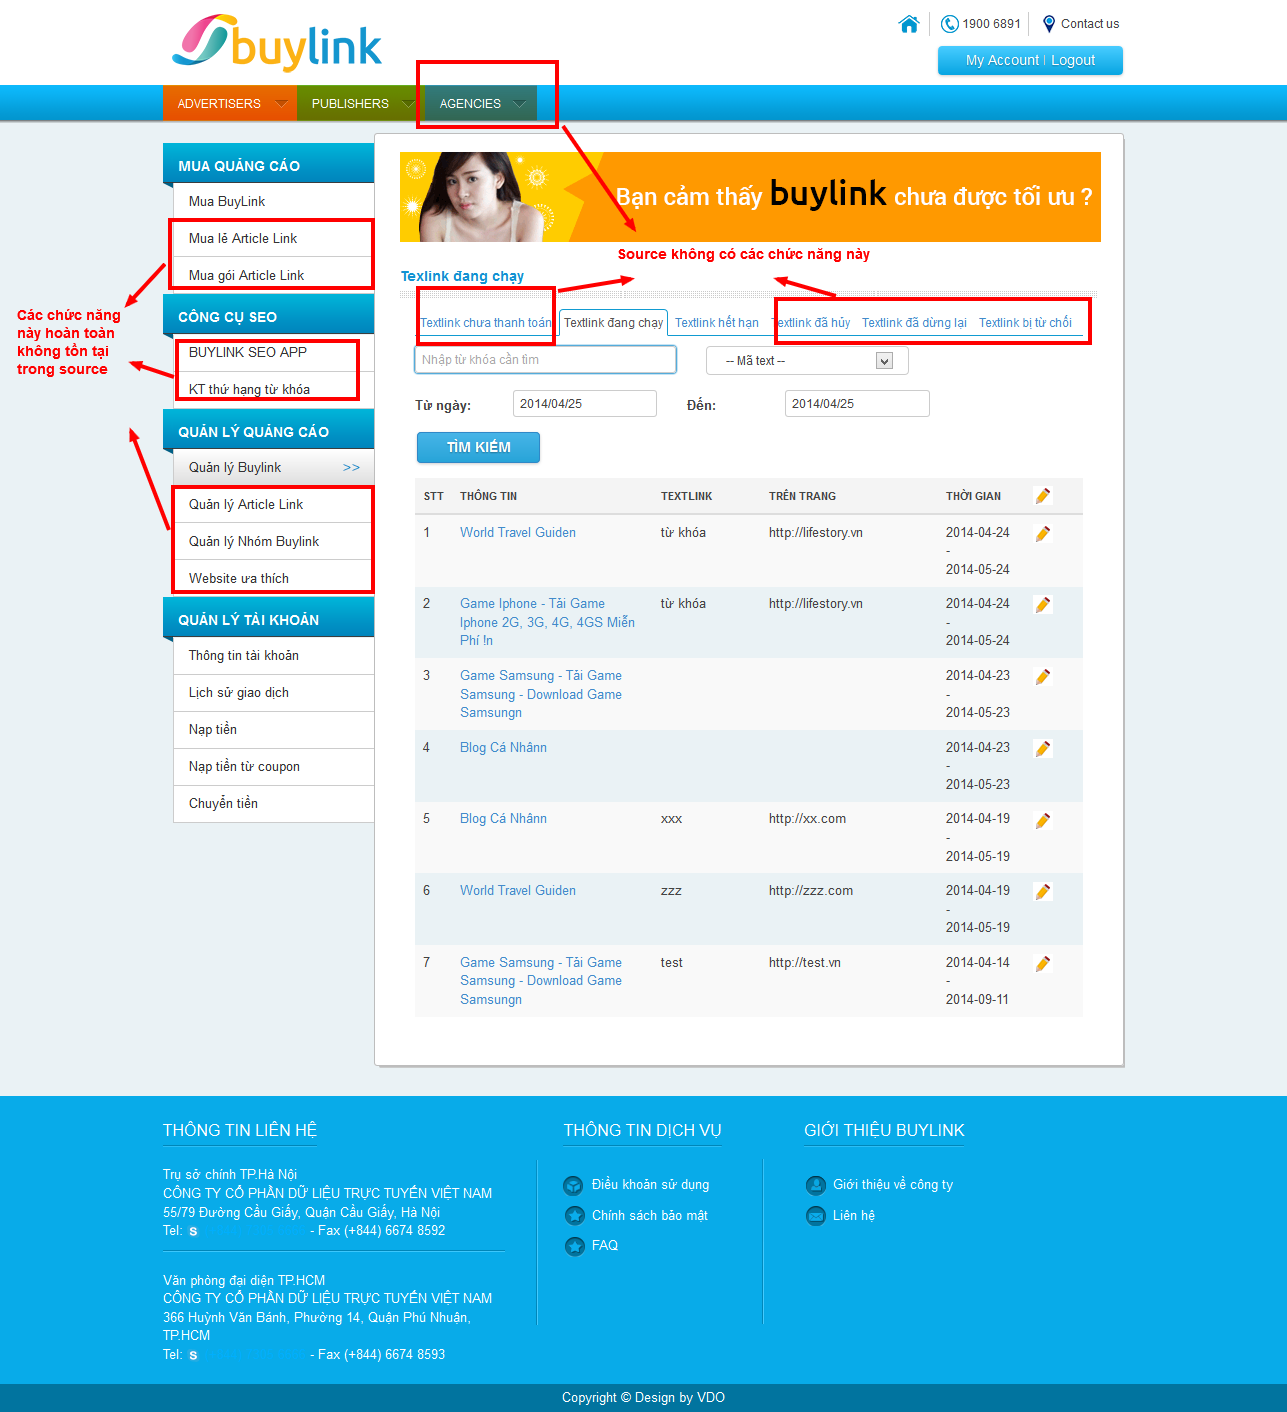 buylink
1900 6891
Contact us
My Account | Logout
ADVERTISERS
PUBLISHERS
AGENCIES
MUA QUẢNG CÁO
Mua BuyLink
Mua lẻ Article Link
Mua gói Article Link
CÔNG CỤ SEO
BUYLINK SEO APP
KT thứ hạng từ khóa
QUẢN LÝ QUẢNG CÁO
Quản lý Buylink >>
Quản lý Article Link
Quản lý Nhóm Buylink
Website ưa thích
QUẢN LÝ TÀI KHOẢN
Thông tin tài khoản
Lịch sử giao dịch
Nạp tiền
Nạp tiền từ coupon
Chuyển tiền
Các chức năng
này hoàn toàn
không tồn tại
trong source
Bạn cảm thấy buylink chưa được tối ưu ?
Source không có các chức năng này
Texlink đang chạy
Textlink chưa thanh toán
Textlink đang chạy
Textlink hết hạn
Textlink đã hủy
Textlink đã dừng lại
Textlink bị từ chối
Nhập từ khóa cần tìm
-- Mã text --
Từ ngày:
2014/04/25
Đến:
2014/04/25
TÌM KIẾM
STT THÔNG TIN TEXTLINK TRÊN TRANG THỜI GIAN
1 World Travel Guiden từ khóa http://lifestory.vn 2014-04-24
-
2014-05-24
2 Game Iphone - Tải Game từ khóa http://lifestory.vn 2014-04-24
Iphone 2G, 3G, 4G, 4GS Miễn -
Phí !n 2014-05-24
3 Game Samsung - Tải Game 2014-04-23
Samsung - Download Game -
Samsungn 2014-05-23
4 Blog Cá Nhânn 2014-04-23
-
2014-05-23
5 Blog Cá Nhânn xxx http://xx.com 2014-04-19
-
2014-05-19
6 World Travel Guiden zzz http://zzz.com 2014-04-19
-
2014-05-19
7 Game Samsung - Tải Game test http://test.vn 2014-04-14
Samsung - Download Game -
Samsungn 2014-09-11
THÔNG TIN LIÊN HỆ
Trụ sở chính TP.Hà Nội
CÔNG TY CỔ PHẦN DỮ LIỆU TRỰC TUYẾN VIỆT NAM
55/79 Đường Cầu Giấy, Quận Cầu Giấy, Hà Nội
Tel: - Fax (+844) 6674 8592
Văn phòng đại diện TP.HCM
CÔNG TY CỔ PHẦN DỮ LIỆU TRỰC TUYẾN VIỆT NAM
366 Huỳnh Văn Bánh, Phường 14, Quận Phú Nhuận,
TP.HCM
Tel: - Fax (+844) 6674 8593
THÔNG TIN DỊCH VỤ
Điều khoản sử dụng
Chính sách bảo mật
FAQ
GIỚI THIỆU BUYLINK
Giới thiệu về công ty
Liên hệ
Copyright © Design by VDO